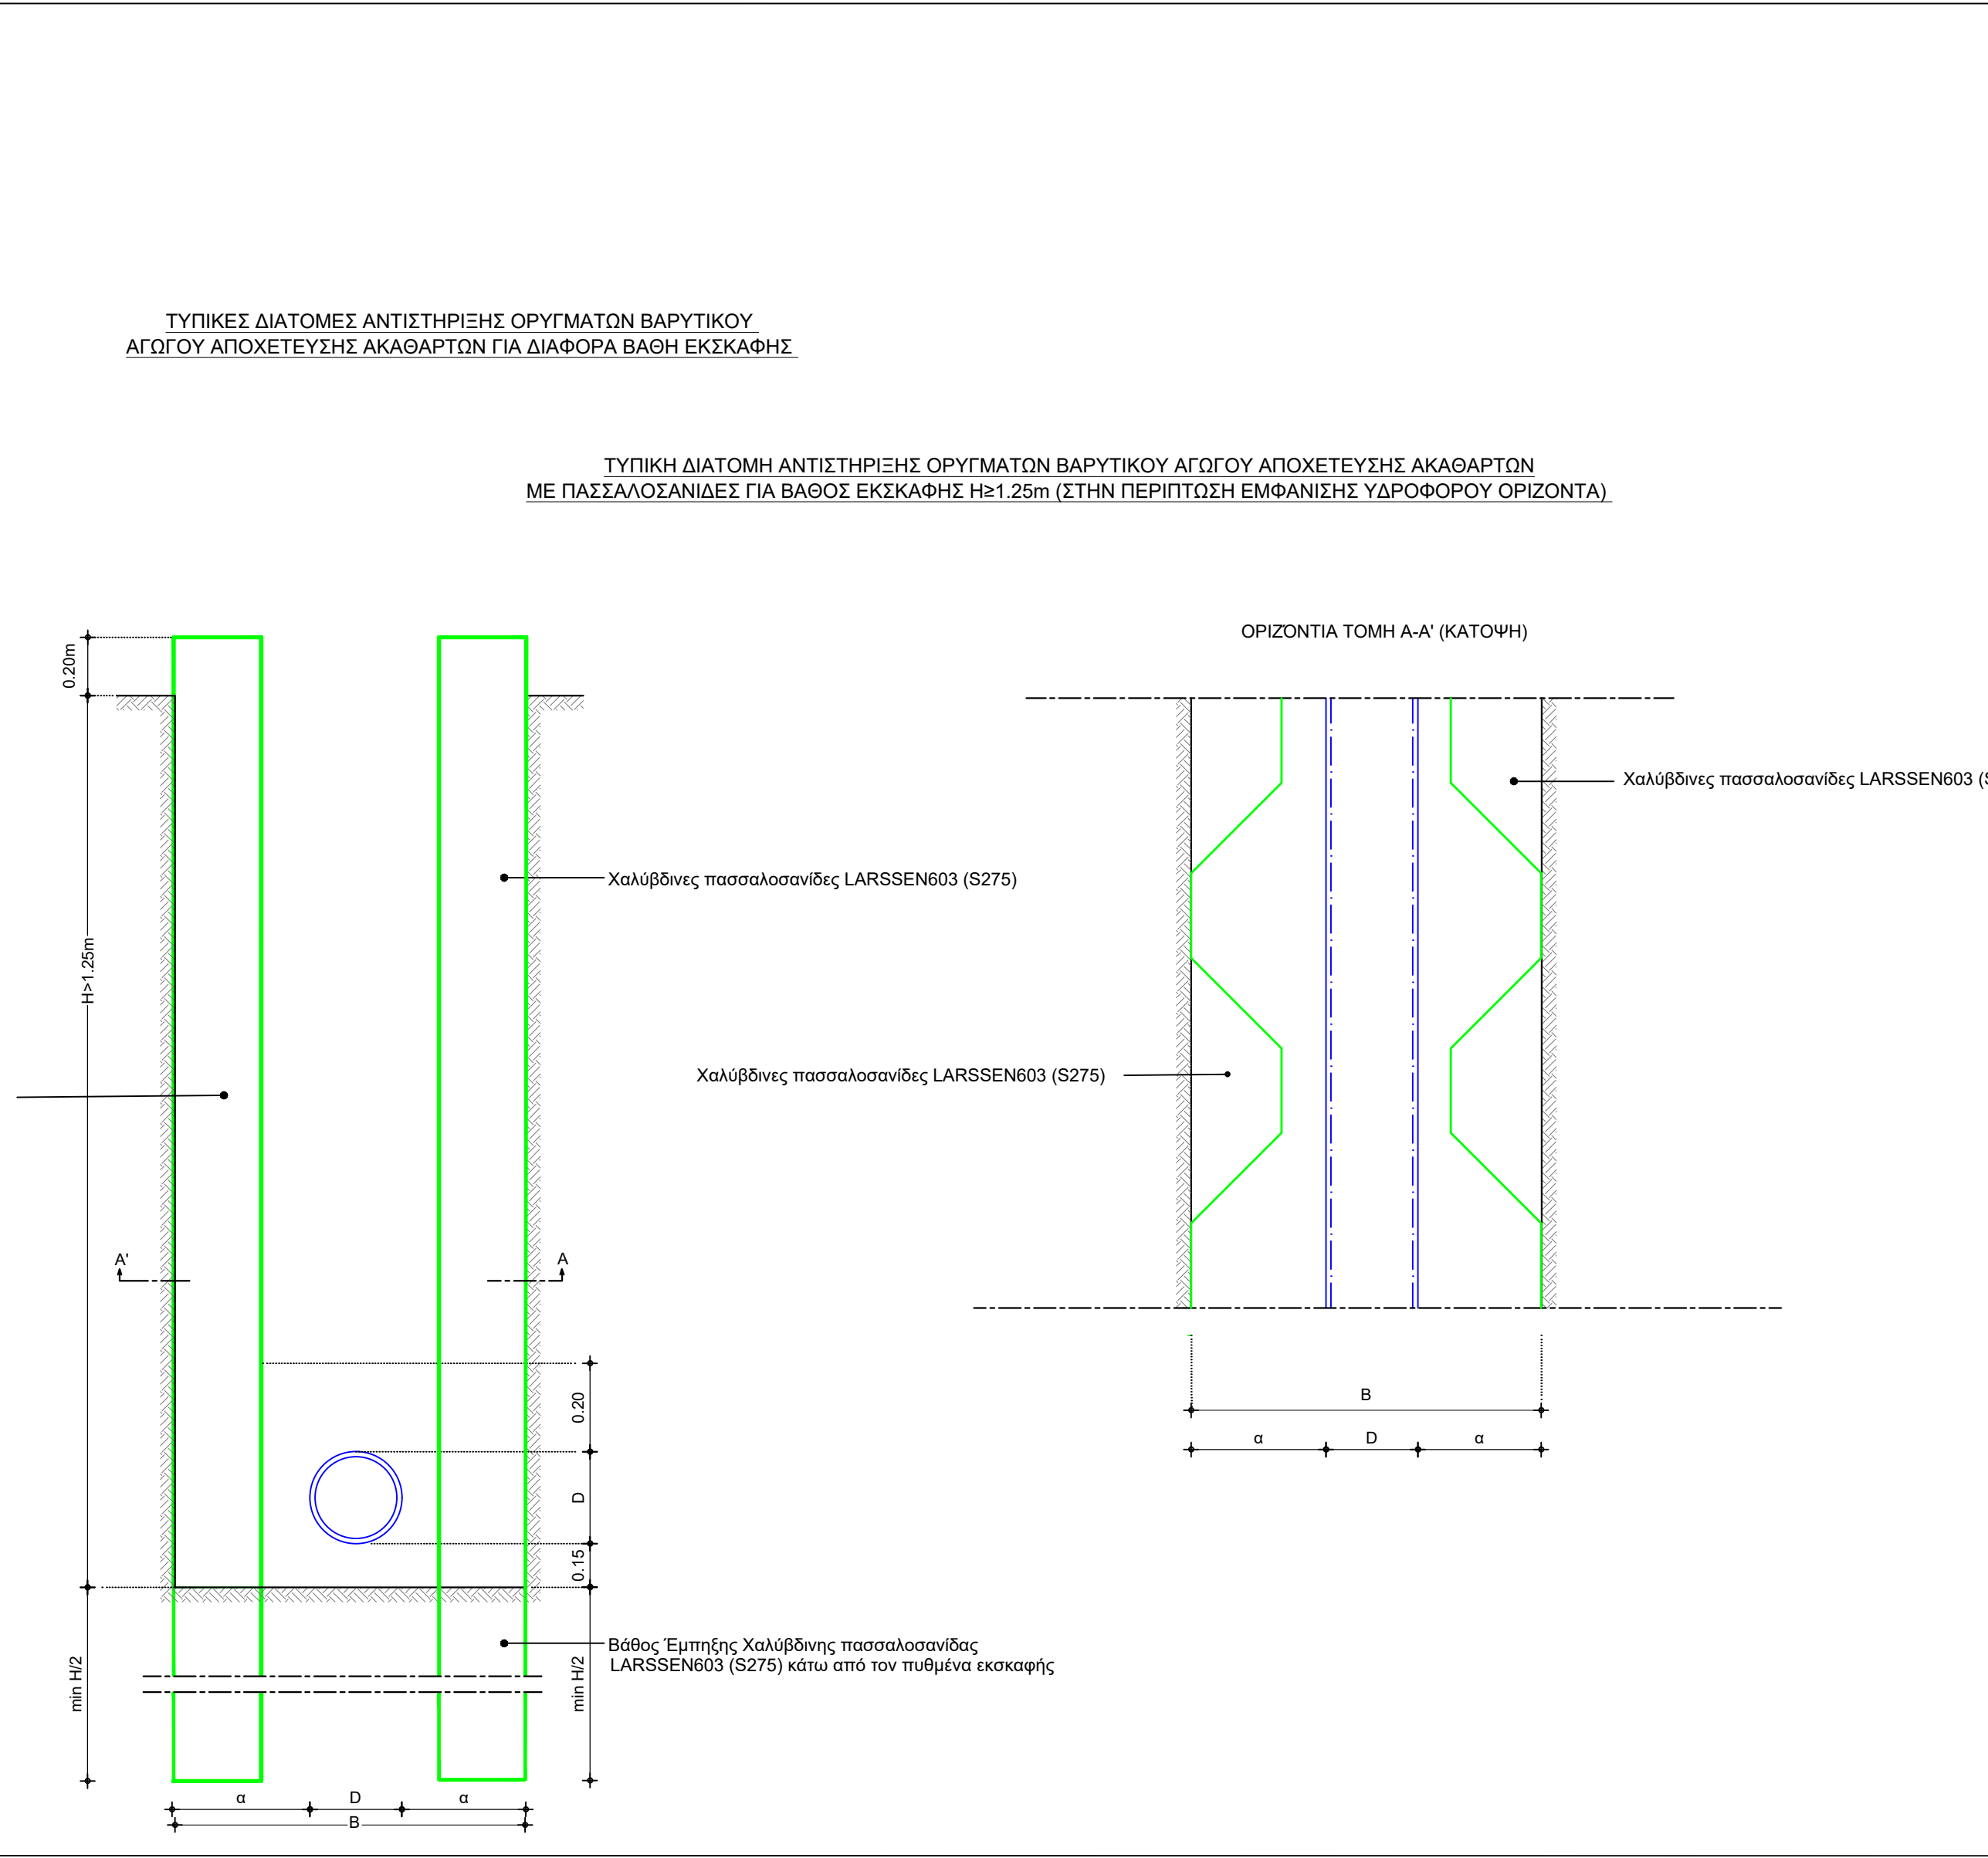 ΤΥΠΙΚΕΣ ΔΙΑΤΟΜΕΣ ΑΝΤΙΣΤΗΡΙΞΗΣ ΟΡΥΓΜΑΤΩΝ ΒΑΡΥΤΙΚΟΥ
ΑΓΩΓΟΥ ΑΠΟΧΕΤΕΥΣΗΣ ΑΚΑΘΑΡΤΩΝ ΓΙΑ ΔΙΑΦΟΡΑ ΒΑΘΗ ΕΚΣΚΑΦΗΣ
ΤΥΠΙΚΗ ΔΙΑΤΟΜΗ ΑΝΤΙΣΤΗΡΙΞΗΣ ΟΡΥΓΜΑΤΩΝ ΒΑΡΥΤΙΚΟΥ ΑΓΩΓΟΥ ΑΠΟΧΕΤΕΥΣΗΣ ΑΚΑΘΑΡΤΩΝ
ΜΕ ΠΑΣΣΑΛΟΣΑΝΙΔΕΣ ΓΙΑ ΒΑΘΟΣ ΕΚΣΚΑΦΗΣ Η≥1.25m (ΣΤΗΝ ΠΕΡΙΠΤΩΣΗ ΕΜΦΑΝΙΣΗΣ ΥΔΡΟΦΟΡΟΥ ΟΡΙΖΟΝΤΑ)
0.20m
H>1.25m
Χαλύβδινες πασσαλοσανίδες LARSSEN603 (S275)
A'
A
0.20
D
0.15
min H/2
min H/2
Βάθος Έμπηξης Χαλύβδινης πασσαλοσανίδας
LARSSEN603 (S275) κάτω από τον πυθμένα εκσκαφής
α
D
α
B
ΟΡΙΖΌΝΤΙΑ ΤΟΜΗ Α-Α' (ΚΑΤΟΨΗ)
Χαλύβδινες πασσαλοσανίδες LARSSEN603 (
Χαλύβδινες πασσαλοσανίδες LARSSEN603 (S275)
B
α
D
α